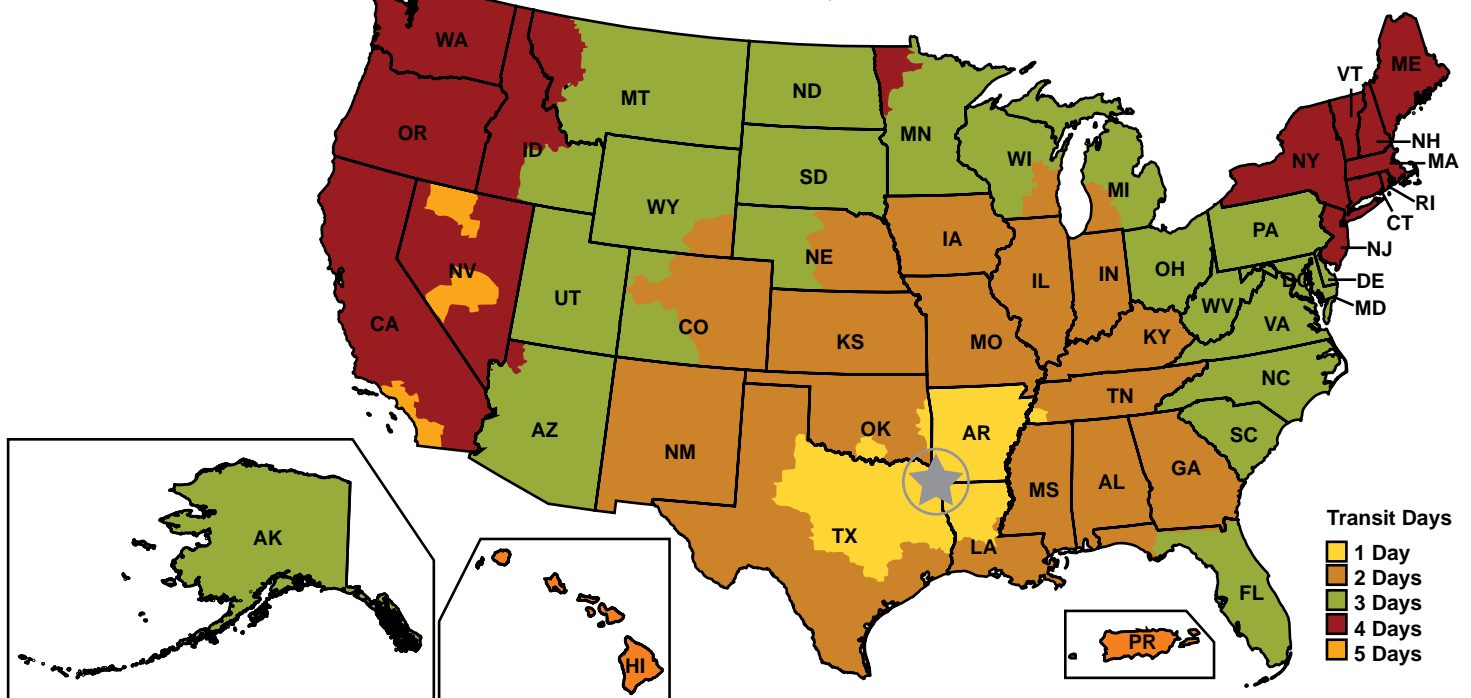 WA
OR
ID
MT
ND
MN
SD
WY
NE
IA
WI
MI
NV
UT
CO
KS
MO
IL
IN
OH
PA
NY
VT
ME
NH
MA
RI
CT
NJ
DE
MD
DC
WV
VA
KY
CA
AZ
NM
OK
AR
TN
NC
SC
TX
LA
MS
AL
GA
FL
AK
HI
PR
Transit Days
1 Day
2 Days
3 Days
4 Days
5 Days